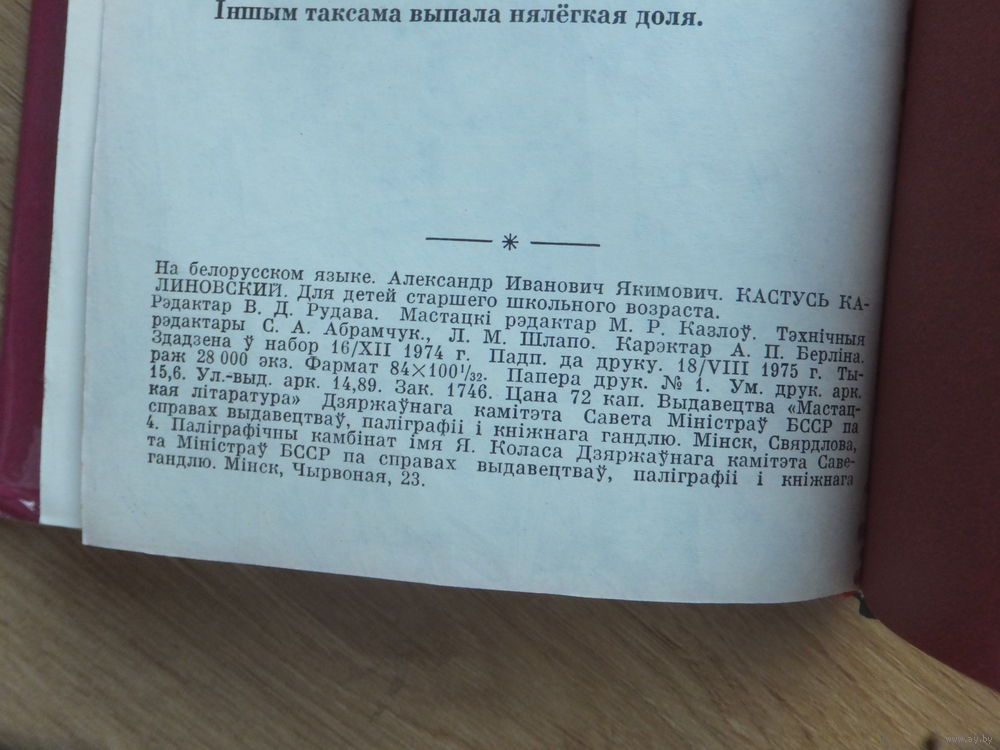 Іншым таксама выпала нялёгкая доля.
На белорусском языке. Александр Иванович Якимович. КАСТУСЬ КА-
ЛИНОВСКИЙ. Для детей старшего школьного возраста.
Рэдактар В. Д. Рудава. Мастацкі рэдактар М. Р. Казлоў. Тэхнічныя
рэдактары С. А. Абрамчук., Л. М. Шлапо. Карэктар А. П. Берліна.
Здадзена ў набор 16/XII 1974 г. Падп. да друку. 18/VIII 1975 г. Ты-
раж 28 000 экз. Фармат 84×100¹/₃₂. Папера друк. № 1. Ум. друк. арк.
15,6. Ул.-выд. арк. 14,89. Зак. 1746. Цана 72 кап. Выдавецтва «Мастац-
кая літаратура» Дзяржаўнага камітэта Савета Міністраў БССР па
справах выдавецтваў, паліграфіі і кніжнага гандлю. Мінск, Свярдлова,
4. Паліграфічны камбінат імя Я. Коласа Дзяржаўнага камітэта Саве-
та Міністраў БССР па справах выдавецтваў, паліграфіі і кніжнага
гандлю. Мінск, Чырвоная, 23.
www.ay.by